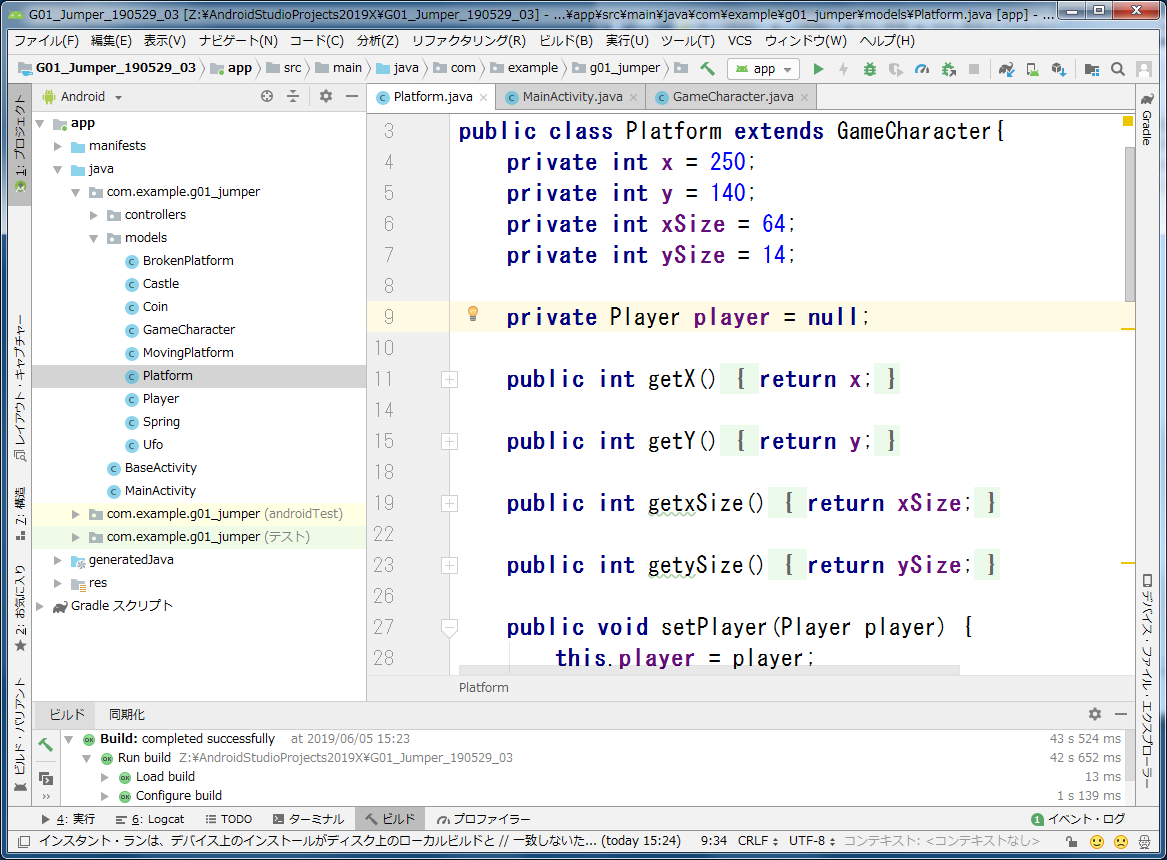 G01_Jumper_190529_03 [Z:¥AndroidStudioProjects2019X¥G01_Jumper_190529_03] - ...¥app¥src¥main¥java¥com¥example¥g01_jumper¥models¥Platform.java [app] - ...
ファイル(F) 編集(E) 表示(V) ナビゲート(N) コード(C) 分析(Z) リファクタリング(R) ビルド(B) 実行(U) ツール(T) VCS ウィンドウ(W) ヘルプ(H)
G01_Jumper_190529_03 app src main java com example g01_jumper app
1: プロジェクト
レイアウト・キャプチャー
Z: 構造
2: お気に入り
ビルド・バリアント
Android
app
manifests
java
com.example.g01_jumper
controllers
models
BrokenPlatform
Castle
Coin
GameCharacter
MovingPlatform
Platform
Player
Spring
Ufo
BaseActivity
MainActivity
com.example.g01_jumper (androidTest)
com.example.g01_jumper (テスト)
generatedJava
res
Gradle スクリプト
Platform.java MainActivity.java GameCharacter.java
3 public class Platform extends GameCharacter{
4 private int x = 250;
5 private int y = 140;
6 private int xSize = 64;
7 private int ySize = 14;
8
9 private Player player = null;
10
11 public int getX() { return x; }
14
15 public int getY() { return y; }
18
19 public int getxSize() { return xSize; }
22
23 public int getySize() { return ySize; }
26
27 public void setPlayer(Player player) {
28 this.player = player;
Platform
Gradle
デバイス・ファイル・エクスプローラー
ビルド 同期化
Build: completed successfully at 2019/06/05 15:23 43 s 524 ms
Run build Z:¥AndroidStudioProjects2019X¥G01_Jumper_190529_03 42 s 652 ms
Load build 13 ms
Configure build 1 s 139 ms
4: 実行 6: Logcat TODO ターミナル ビルド プロファイラー 1 イベント・ログ
インスタント・ランは、デバイス上のインストールがディスク上のローカルビルドと // 一致しないた... (today 15:24) 9:34 CRLF UTF-8 コンテキスト: <コンテキストなし>